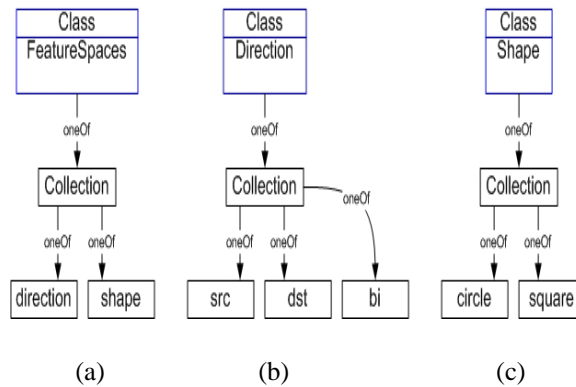 Class
FeatureSpaces
oneOf
Collection
oneOf
oneOf
direction
shape
(a)
Class
Direction
oneOf
Collection
oneOf
oneOf
oneOf
src
dst
bi
(b)
Class
Shape
oneOf
Collection
oneOf
oneOf
circle
square
(c)